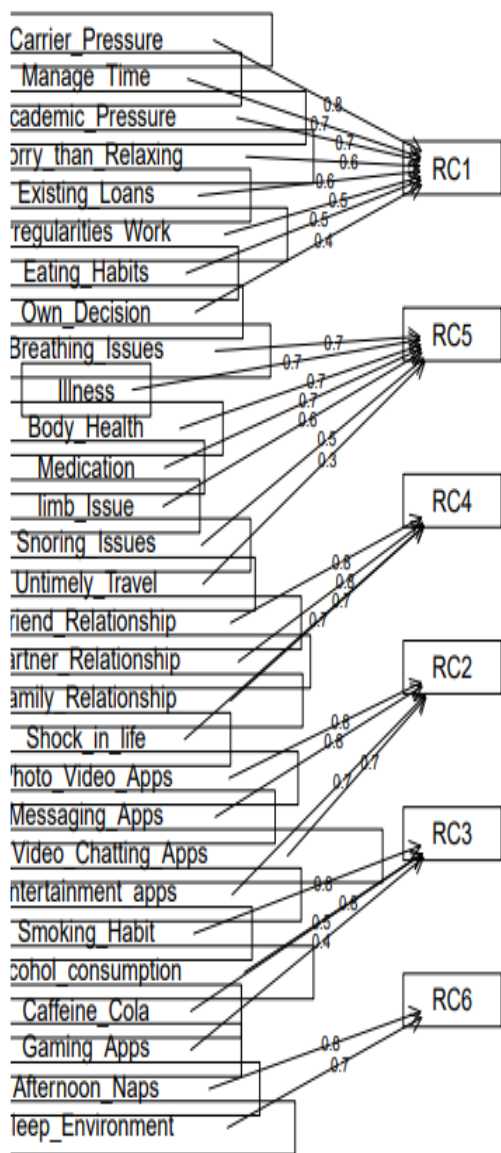 Carrier_Pressure
Manage_Time
cademic_Pressure
orry_than_Relaxing
Existing_Loans
rregularities_Work
Eating_Habits
Own_Decision
Breathing_Issues
Illness
Body_Health
Medication
limb_Issue
Snoring_Issues
Untimely_Travel
riend_Relationship
artner_Relationship
amily_Relationship
Shock_in_life
Photo_Video_Apps
Messaging_Apps
Video_Chatting_Apps
ntertainment_apps
Smoking_Habit
cohol_consumption
Caffeine_Cola
Gaming_Apps
Afternoon_Naps
leep_Environment
0.8
0.7
0.7
0.6
0.6
0.5
0.5
0.4
RC1
0.7
0.7
0.7
0.7
0.6
0.5
0.3
RC5
0.8
0.8
0.7
0.7
RC4
0.8
0.8
0.7
0.7
RC2
0.8
0.8
0.5
0.4
RC3
0.8
0.7
RC6